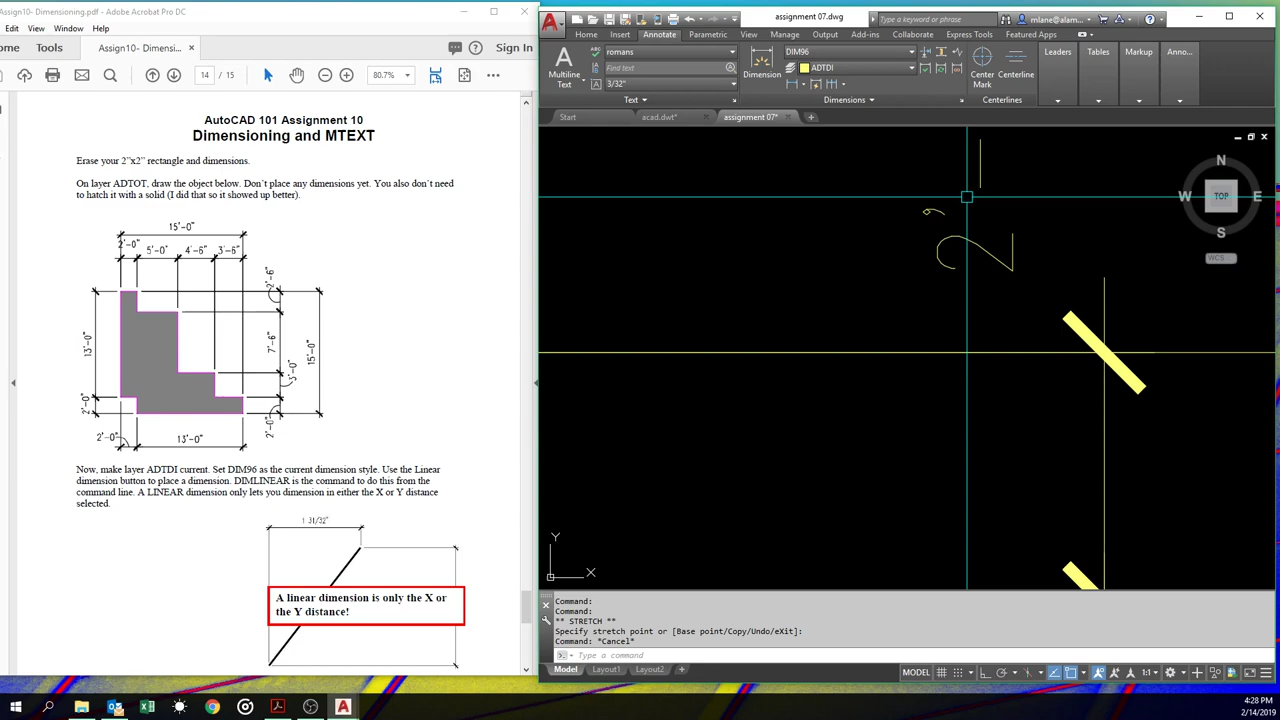 Assign10- Dimensioning.pdf - Adobe Acrobat Pro DC
Edit View Window Help
ome Tools Assign10- Dimensi... × Sign In
14 / 15 80.7%
AutoCAD 101 Assignment 10
Dimensioning and MTEXT
Erase your 2"x2" rectangle and dimensions.
On layer ADTOT, draw the object below. Don't place any dimensions yet. You also don't need
to hatch it with a solid (I did that so it showed up better).
15'-0"
2'-0" 5'-0" 4'-6" 3'-6"
2'-6"
13'-0" 7'-6" 15'-0"
3'-0"
2'-0" 2'-0"
2'-0" 13'-0"
Now, make layer ADTDI current. Set DIM96 as the current dimension style. Use the Linear
dimension button to place a dimension. DIMLINEAR is the command to do this from the
command line. A LINEAR dimension only lets you dimension in either the X or Y distance
selected.
1 31/32"
A linear dimension is only the X or
the Y distance!
assignment 07.dwg
Type a keyword or phrase
mlane@alam...
Home Insert Annotate Parametric View Manage Output Add-ins Collaborate Express Tools Featured Apps
Multiline
Text
romans
Find text
3/32"
Text
Dimension
DIM96
ADTDI
Dimensions
Center
Mark
Centerline
Centerlines
Leaders Tables Markup Anno...
Start acad.dwg* assignment 07*
N
W TOP E
S
WCS
2'
Y
X
Command:
Command:
** STRETCH **
Specify stretch point or [Base point/Copy/Undo/eXit]:
Command: *Cancel*
Type a command
Model Layout1 Layout2 +
MODEL 1:1
4:28 PM
2/14/2019